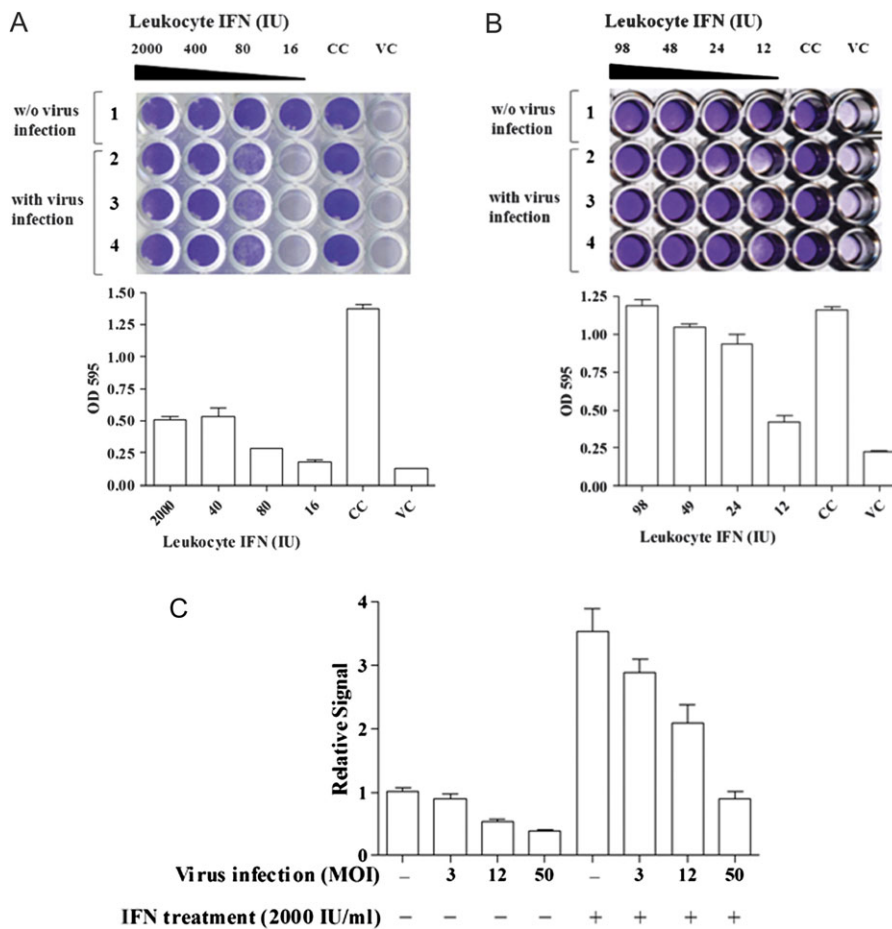 A
Leukocyte IFN (IU)
2000 400 80 16 CC VC
w/o virus
infection
1
2
with virus
infection
3
4
1.50
1.25
1.00
0.75
0.50
0.25
0.00
OD 595
2000 40 80 16 CC VC
Leukocyte IFN (IU)
B
Leukocyte IFN (IU)
98 48 24 12 CC VC
w/o virus
infection
1
2
with virus
infection
3
4
1.25
1.00
0.75
0.50
0.25
0.00
OD 595
98 49 24 12 CC VC
Leukocyte IFN (IU)
C
4
3
2
1
0
Relative Signal
Virus infection (MOI) – 3 12 50 – 3 12 50
IFN treatment (2000 IU/ml) – – – – + + + +